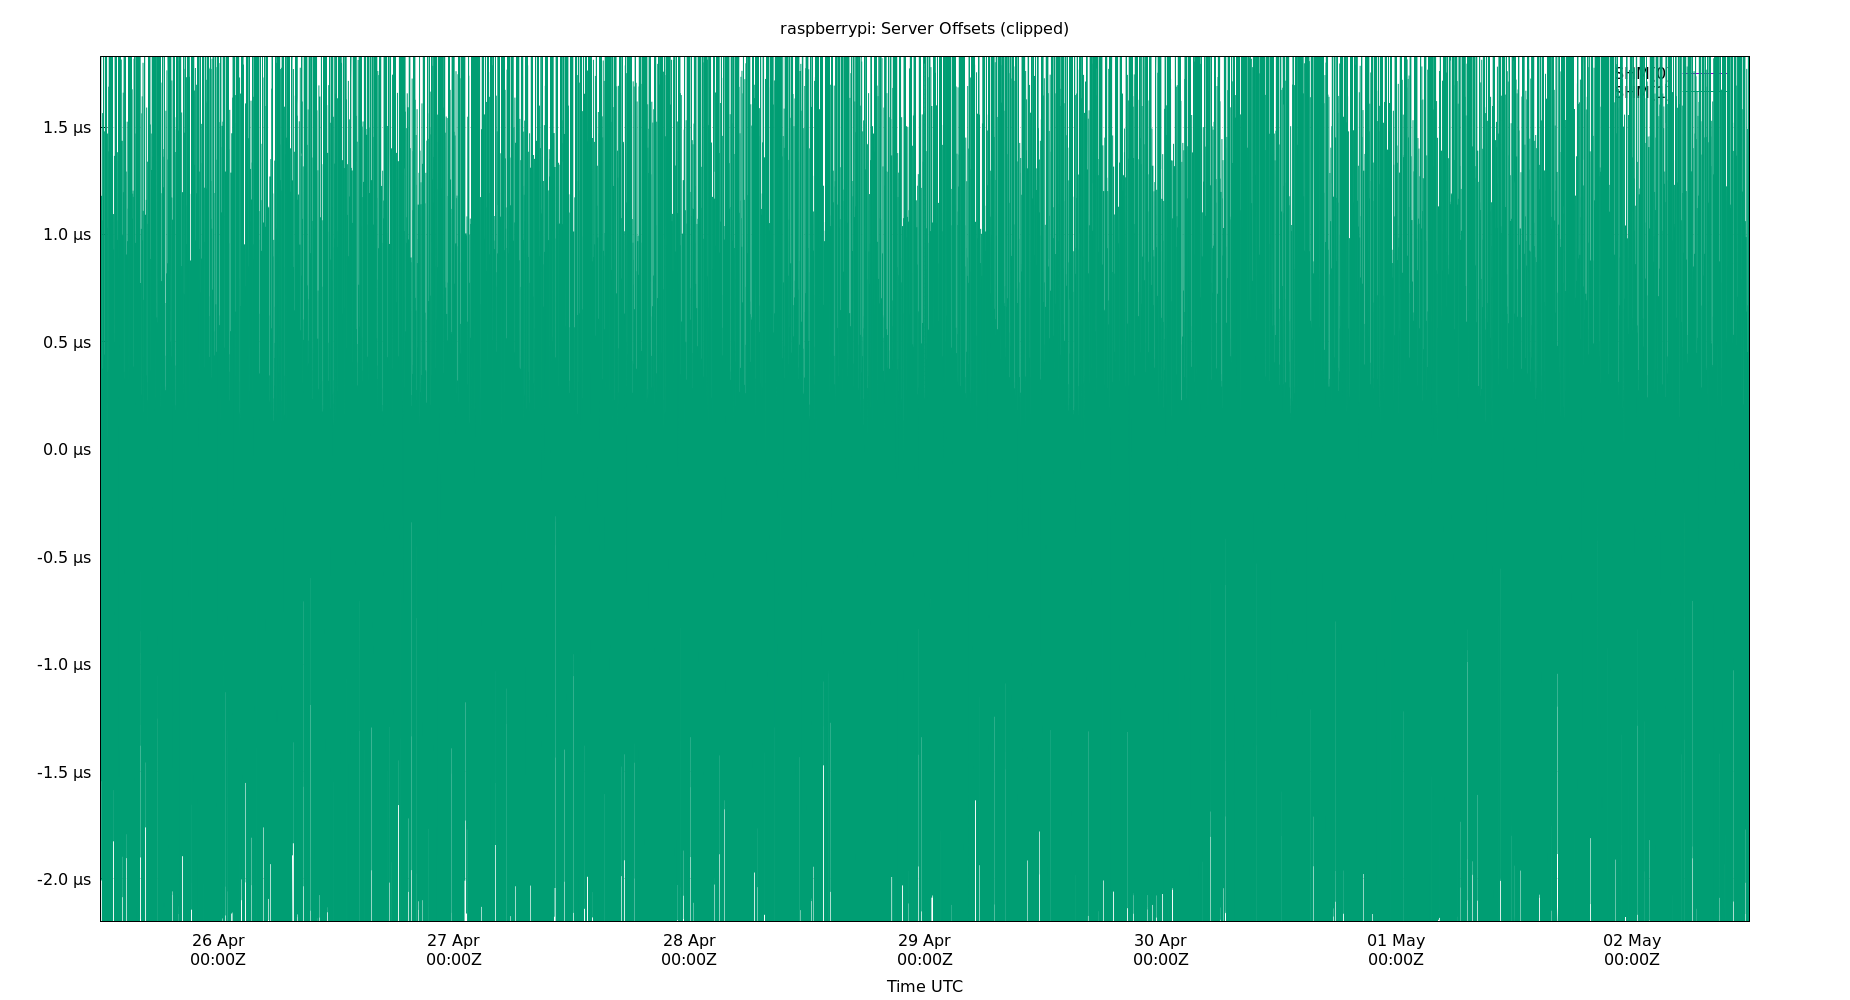 raspberrypi: Server Offsets (clipped)
1.5 µs
1.0 µs
0.5 µs
0.0 µs
-0.5 µs
-1.0 µs
-1.5 µs
-2.0 µs
26 Apr 27 Apr 28 Apr 29 Apr 30 Apr 01 May 02 May
00:00Z 00:00Z 00:00Z 00:00Z 00:00Z 00:00Z 00:00Z
Time UTC